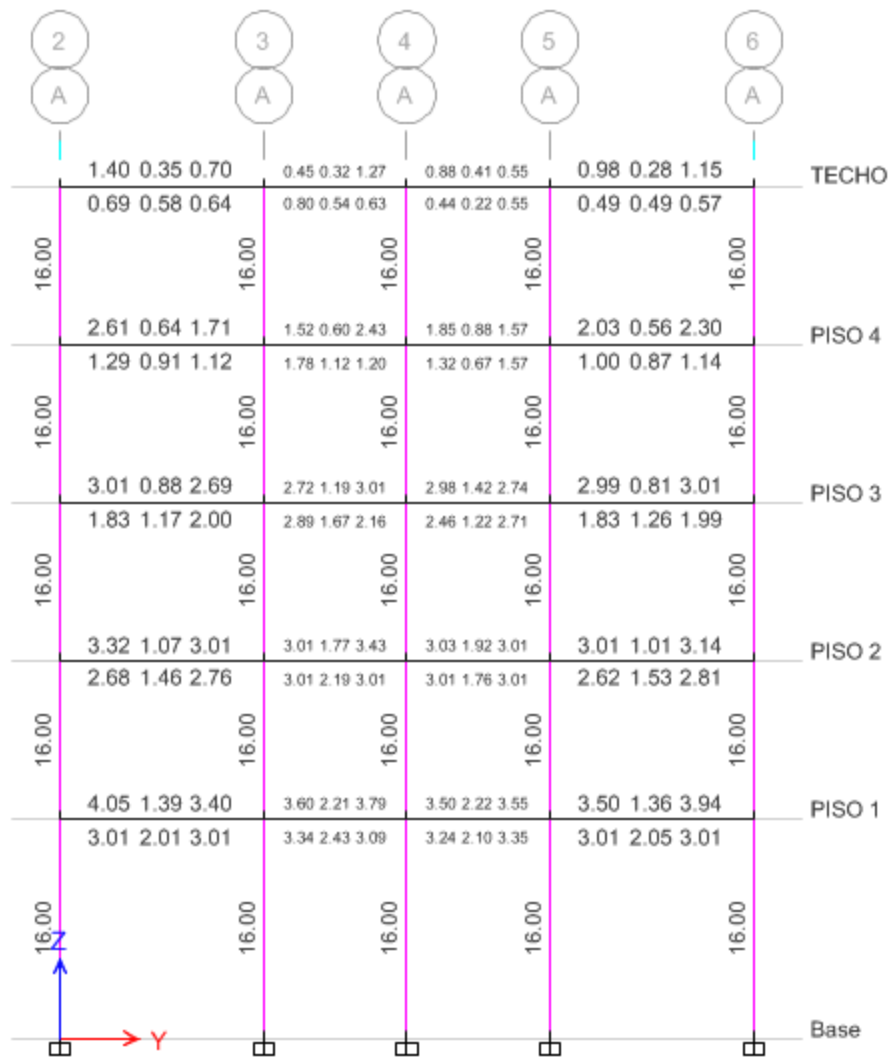 2 3 4 5 6
A A A A A
1.40 0.35 0.70 0.45 0.32 1.27 0.88 0.41 0.55 0.98 0.28 1.15 TECHO
0.69 0.58 0.64 0.80 0.54 0.63 0.44 0.22 0.55 0.49 0.49 0.57
16.00 16.00 16.00 16.00 16.00
2.61 0.64 1.71 1.52 0.60 2.43 1.85 0.88 1.57 2.03 0.56 2.30 PISO 4
1.29 0.91 1.12 1.78 1.12 1.20 1.32 0.67 1.57 1.00 0.87 1.14
16.00 16.00 16.00 16.00 16.00
3.01 0.88 2.69 2.72 1.19 3.01 2.98 1.42 2.74 2.99 0.81 3.01 PISO 3
1.83 1.17 2.00 2.89 1.67 2.16 2.46 1.22 2.71 1.83 1.26 1.99
16.00 16.00 16.00 16.00 16.00
3.32 1.07 3.01 3.01 1.77 3.43 3.03 1.92 3.01 3.01 1.01 3.14 PISO 2
2.68 1.46 2.76 3.01 2.19 3.01 3.01 1.76 3.01 2.62 1.53 2.81
16.00 16.00 16.00 16.00 16.00
4.05 1.39 3.40 3.60 2.21 3.79 3.50 2.22 3.55 3.50 1.36 3.94 PISO 1
3.01 2.01 3.01 3.34 2.43 3.09 3.24 2.10 3.35 3.01 2.05 3.01
16.00 16.00 16.00 16.00 16.00
Z
Y
Base